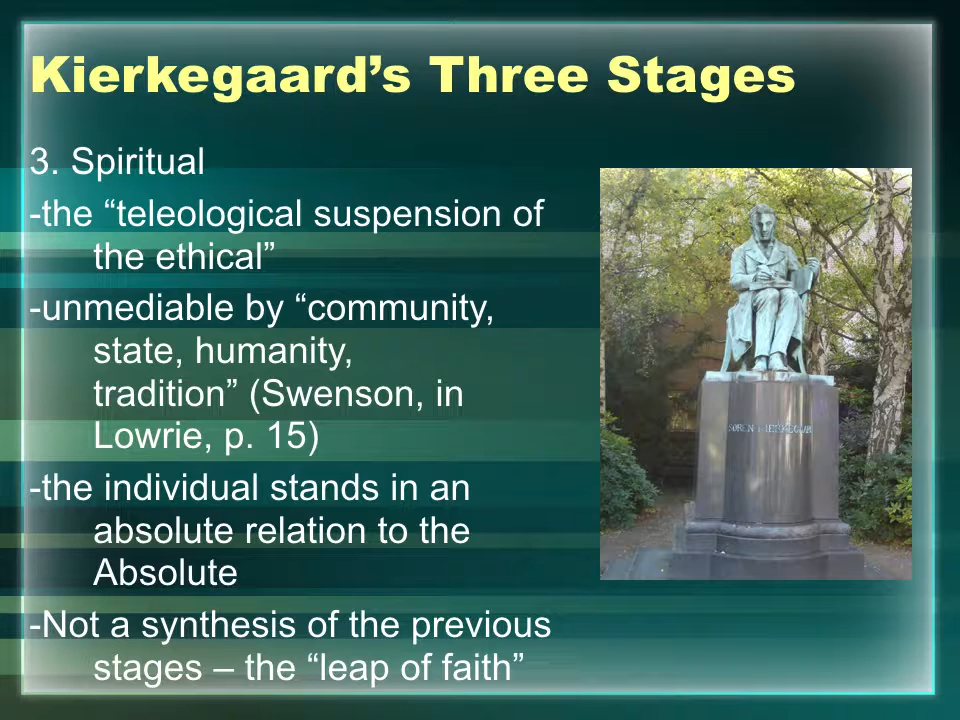 Kierkegaard’s Three Stages
3. Spiritual
-the “teleological suspension of
the ethical”
-unmediable by “community,
state, humanity,
tradition” (Swenson, in
Lowrie, p. 15)
-the individual stands in an
absolute relation to the
Absolute
-Not a synthesis of the previous
stages – the “leap of faith”
SØREN KIERKEGAARD